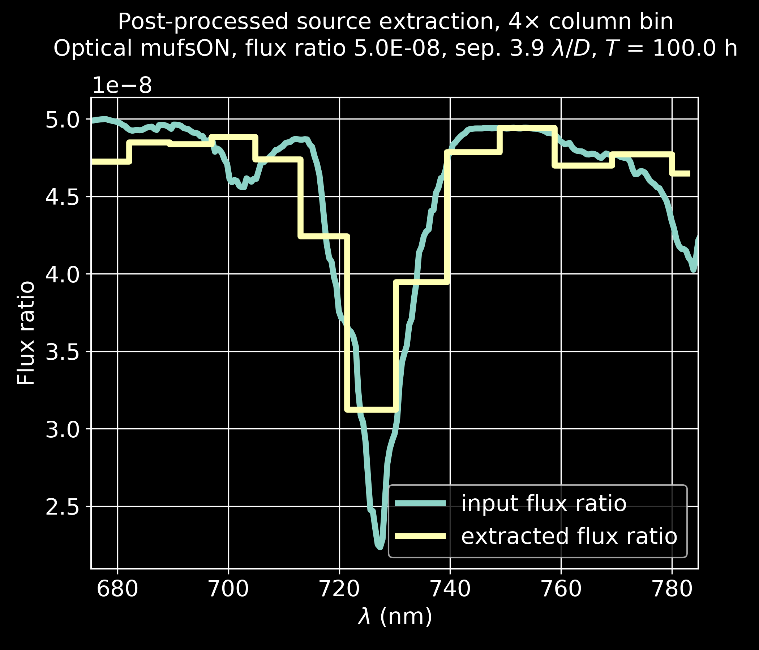 Post-processed source extraction, 4× column bin
Optical mufsON, flux ratio 5.0E-08, sep. 3.9 λ/D, T = 100.0 h
1e−8
5.0
4.5
4.0
3.5
3.0
2.5
Flux ratio
input flux ratio
extracted flux ratio
680 700 720 740 760 780
λ (nm)